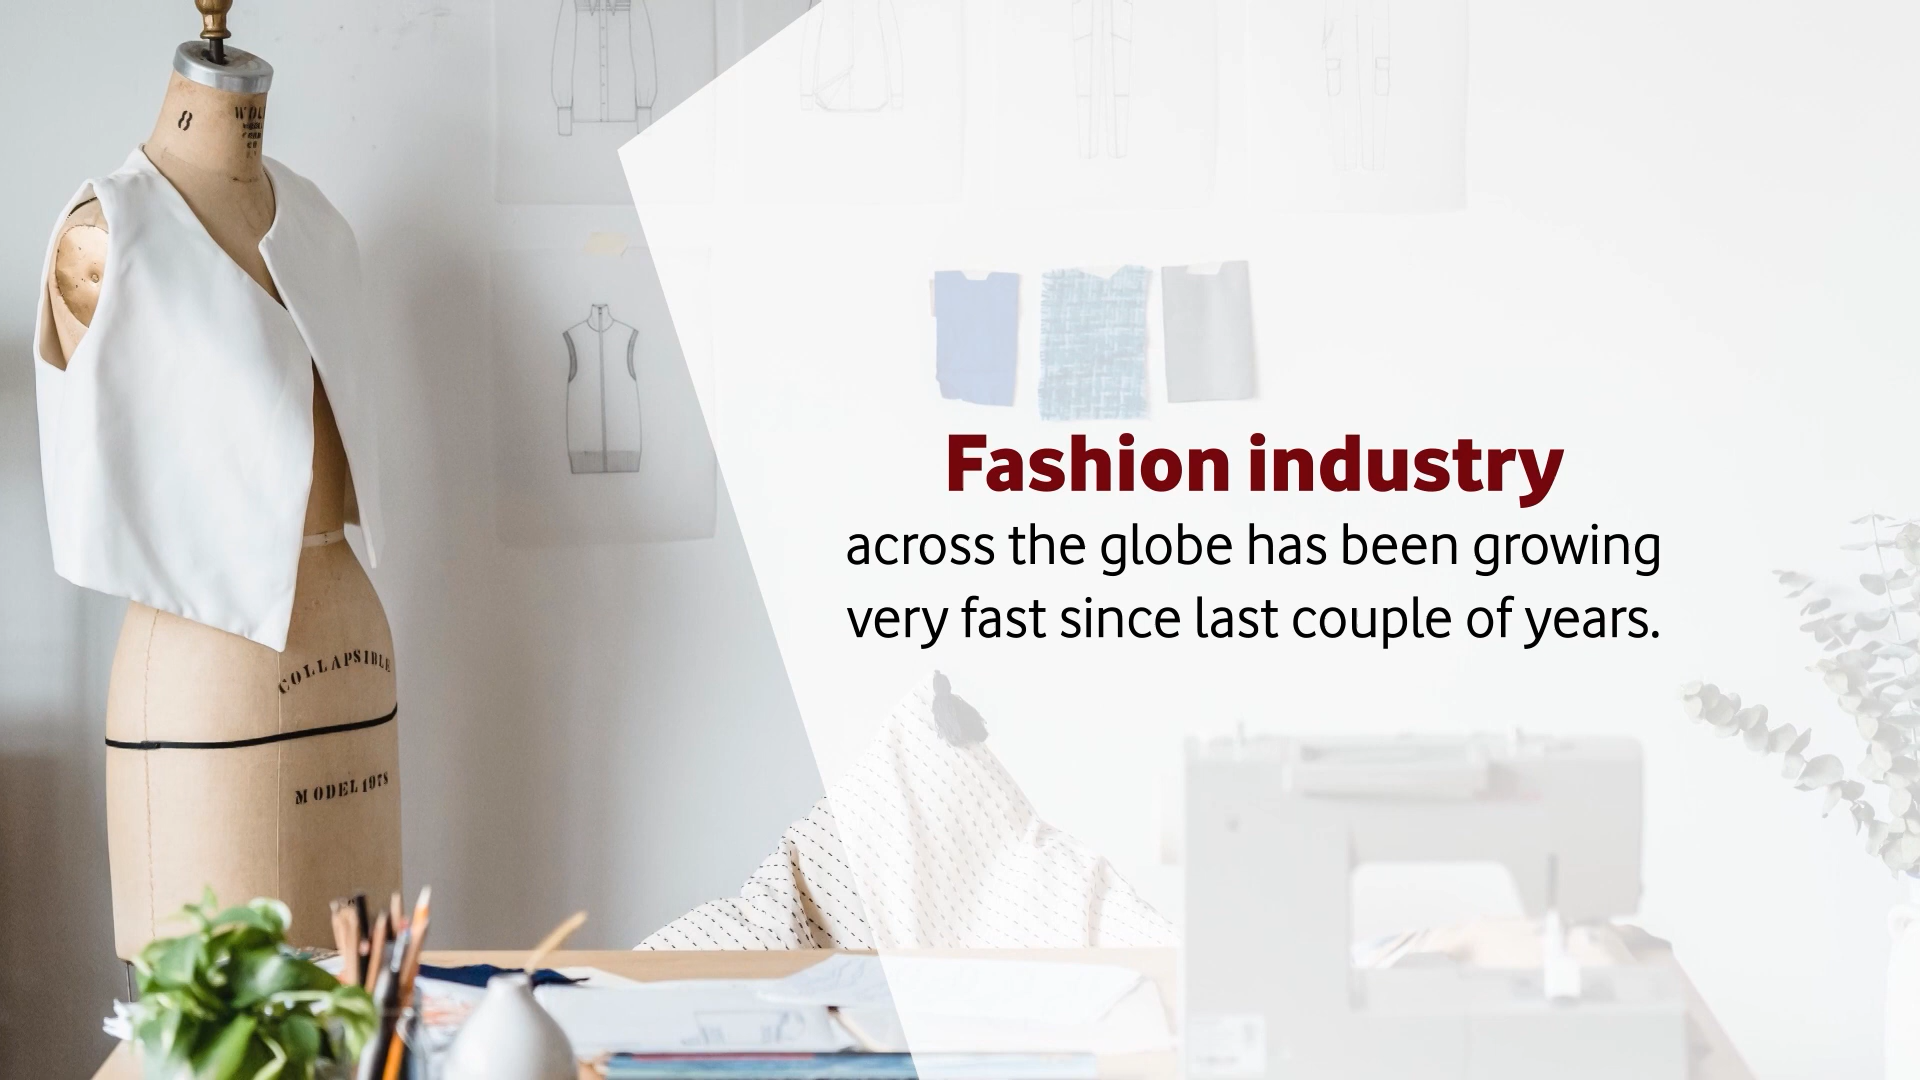 8
Fashion industry
across the globe has been growing
very fast since last couple of years.
COLLAPSIBLE
MODEL 1978